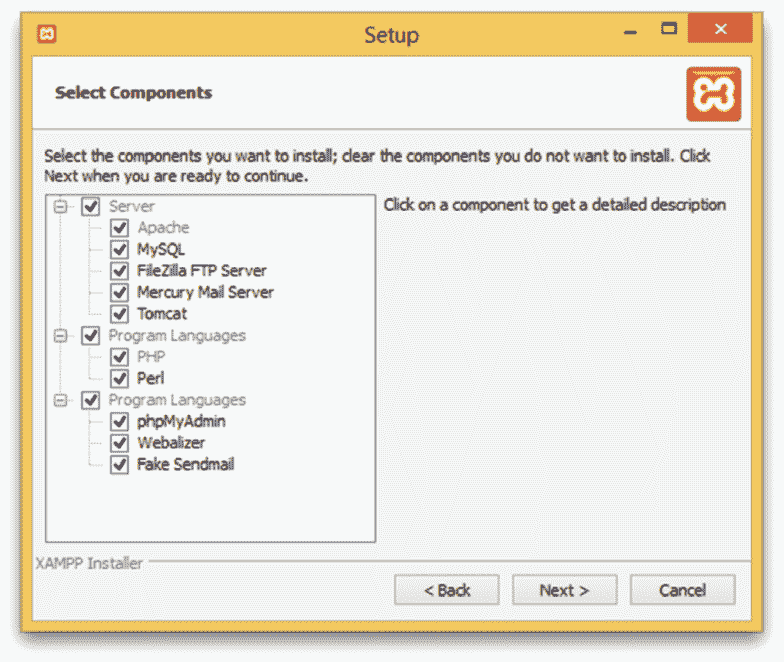 Setup
Select Components
Select the components you want to install; clear the components you do not want to install. Click
Next when you are ready to continue.
Server
Apache
MySQL
FileZilla FTP Server
Mercury Mail Server
Tomcat
Program Languages
PHP
Perl
Program Languages
phpMyAdmin
Webalizer
Fake Sendmail
Click on a component to get a detailed description
XAMPP Installer
< Back
Next >
Cancel